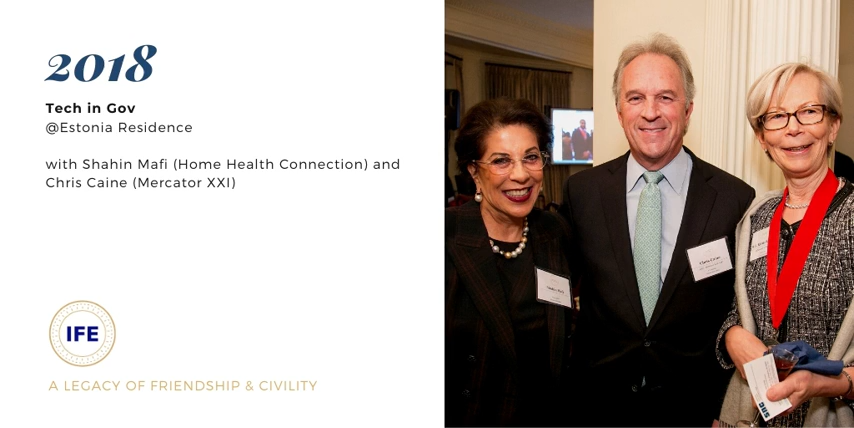 2018
Tech in Gov
@Estonia Residence
with Shahin Mafi (Home Health Connection) and
Chris Caine (Mercator XXI)
IFE
A LEGACY OF FRIENDSHIP & CIVILITY